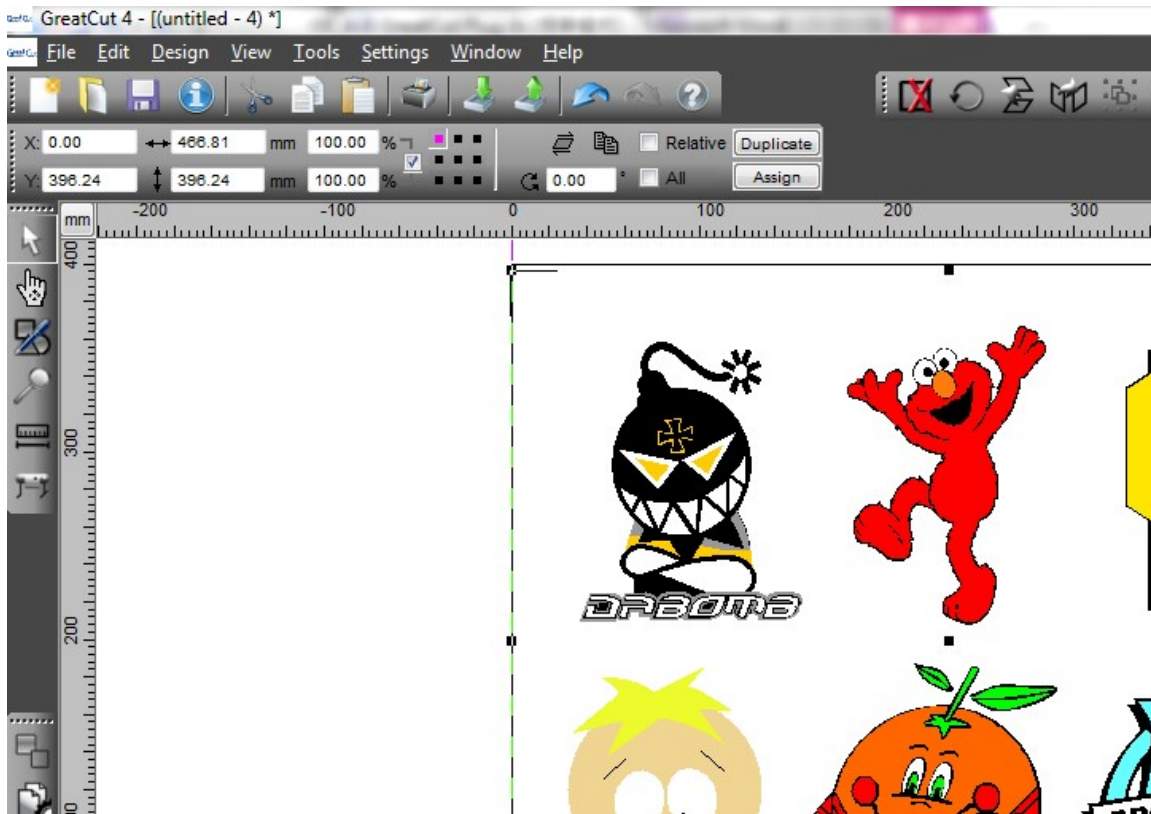 GreatCut 4 - [(untitled - 4) *]
File Edit Design View Tools Settings Window Help
X: 0.00 466.81 mm 100.00 % Relative Duplicate
Y: 396.24 396.24 mm 100.00 % 0.00 ° All Assign
mm -200 -100 0 100 200 300
400
300
200
DRBOMB